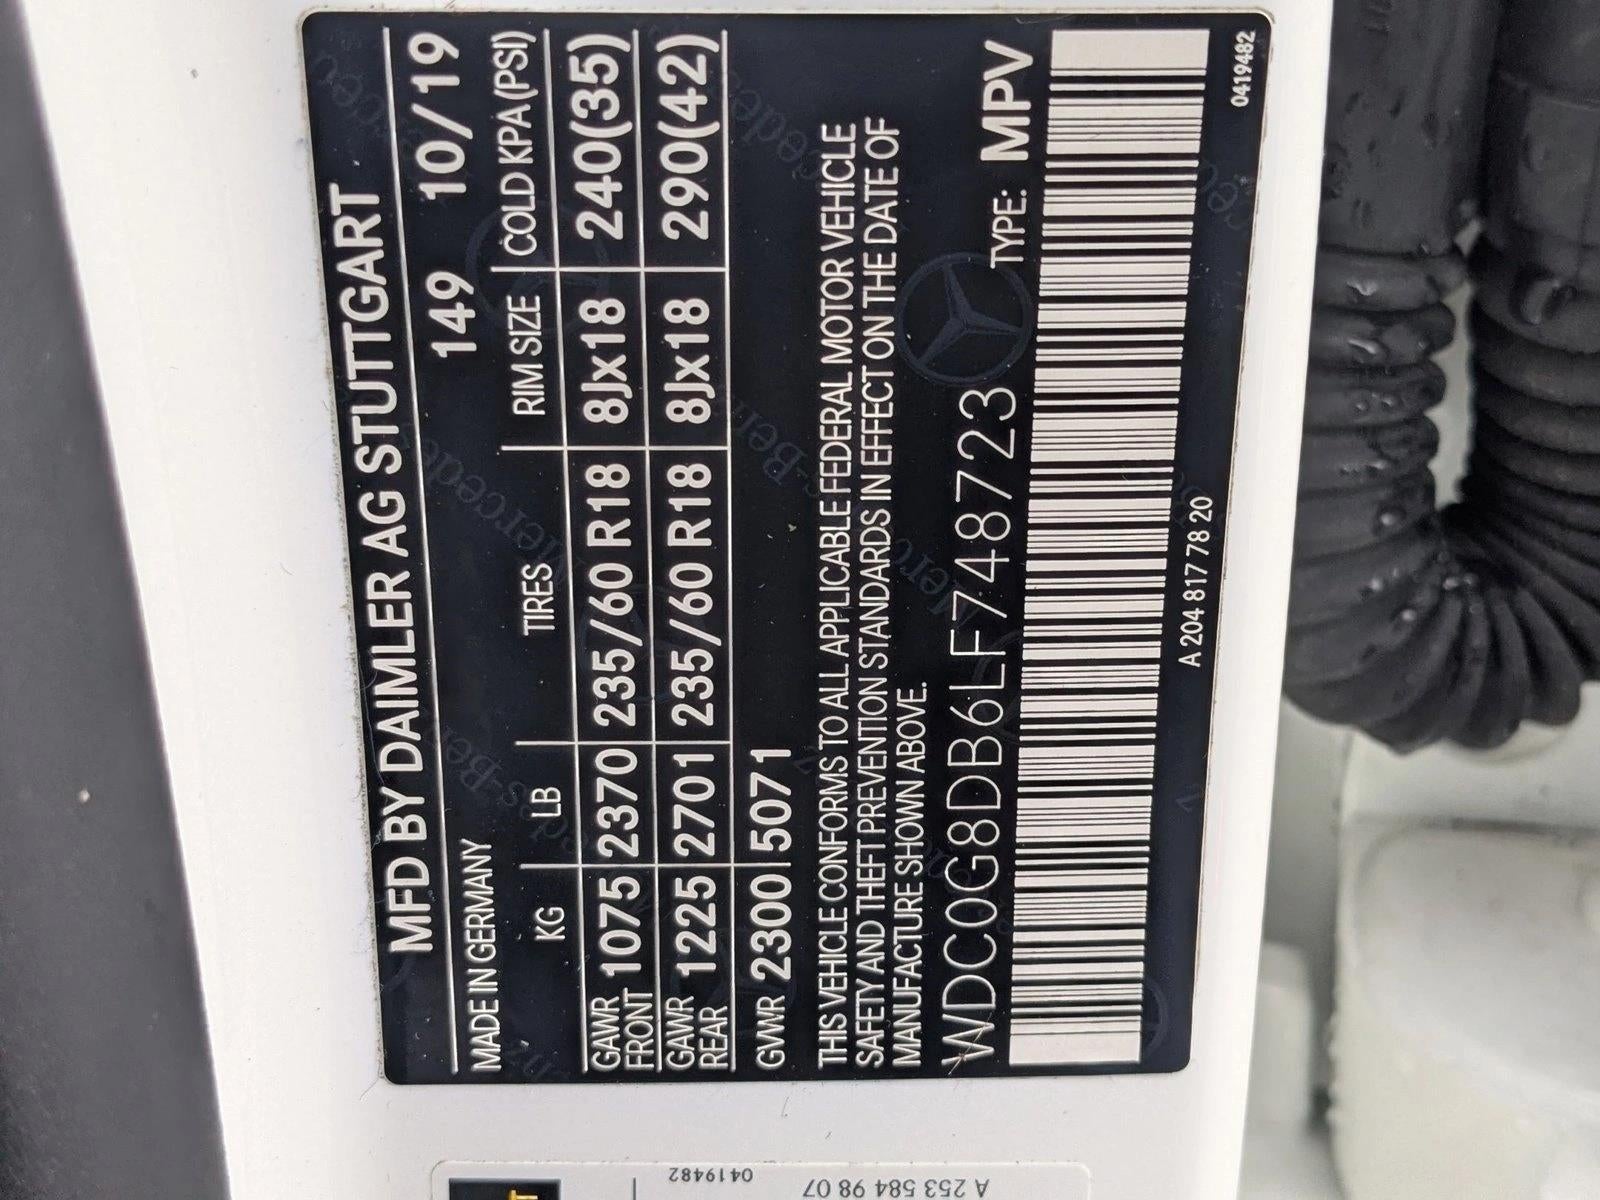 MFD BY DAIMLER AG STUTTGART
MADE IN GERMANY 149 10/19
KG LB TIRES RIM SIZE COLD KPA(PSI)
GAWR FRONT 1075 2370 235/60 R18 8Jx18 240(35)
GAWR REAR 1225 2701 235/60 R18 8Jx18 290(42)
GVWR 2300 5071
THIS VEHICLE CONFORMS TO ALL APPLICABLE FEDERAL MOTOR VEHICLE
SAFETY AND THEFT PREVENTION STANDARDS IN EFFECT ON THE DATE OF
MANUFACTURE SHOWN ABOVE.
WDC0G8DB6LF748723 TYPE: MPV
A 204 817 78 20
0419482
0419482
A 253 584 98 07